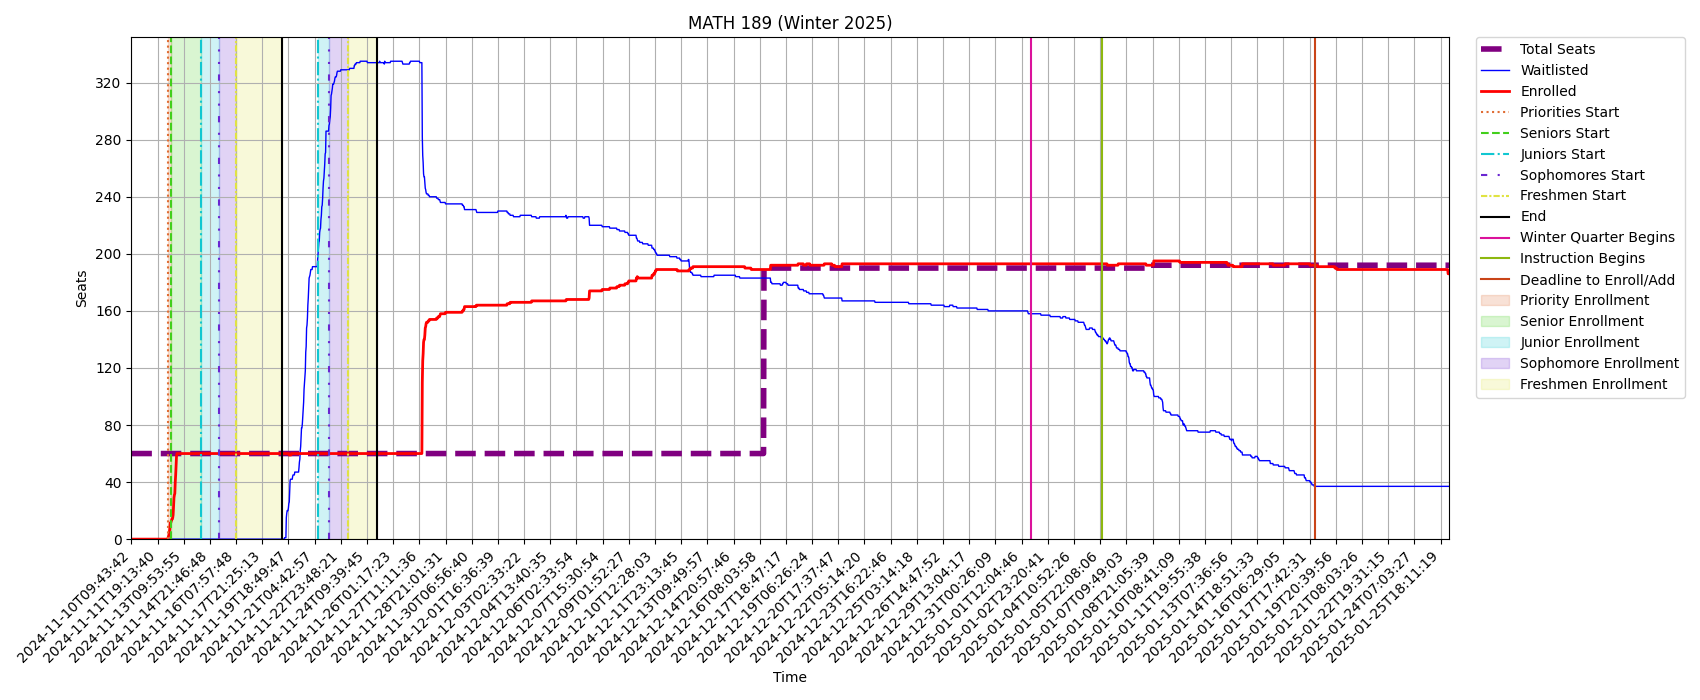 MATH 189 (Winter 2025)
Seats
320
280
240
200
160
120
80
40
0
2024-11-10T09:43:42
2024-11-11T19:13:40
2024-11-13T09:53:55
2024-11-14T21:46:48
2024-11-16T07:57:48
2024-11-17T21:25:13
2024-11-19T18:49:47
2024-11-21T04:42:57
2024-11-22T23:48:21
2024-11-24T09:39:45
2024-11-26T01:17:23
2024-11-27T11:11:36
2024-11-28T21:01:31
2024-11-30T06:56:40
2024-12-01T16:36:39
2024-12-03T02:33:22
2024-12-04T13:40:35
2024-12-06T02:33:54
2024-12-07T15:30:54
2024-12-09T01:52:27
2024-12-10T12:28:03
2024-12-11T23:13:45
2024-12-13T09:49:57
2024-12-14T20:57:46
2024-12-16T08:03:58
2024-12-17T18:47:17
2024-12-19T06:26:24
2024-12-20T17:37:47
2024-12-22T05:14:20
2024-12-23T16:22:46
2024-12-25T03:14:18
2024-12-26T14:47:52
2024-12-29T13:04:17
2024-12-31T00:26:09
2025-01-01T12:04:46
2025-01-02T23:20:41
2025-01-04T10:52:26
2025-01-05T22:08:06
2025-01-07T09:49:03
2025-01-08T21:05:39
2025-01-10T08:41:09
2025-01-11T19:55:38
2025-01-13T07:36:56
2025-01-14T18:51:33
2025-01-16T06:29:05
2025-01-17T17:42:31
2025-01-19T20:39:56
2025-01-21T08:03:26
2025-01-22T19:31:15
2025-01-24T07:03:27
2025-01-25T18:11:19
Time
Total Seats
Waitlisted
Enrolled
Priorities Start
Seniors Start
Juniors Start
Sophomores Start
Freshmen Start
End
Winter Quarter Begins
Instruction Begins
Deadline to Enroll/Add
Priority Enrollment
Senior Enrollment
Junior Enrollment
Sophomore Enrollment
Freshmen Enrollment